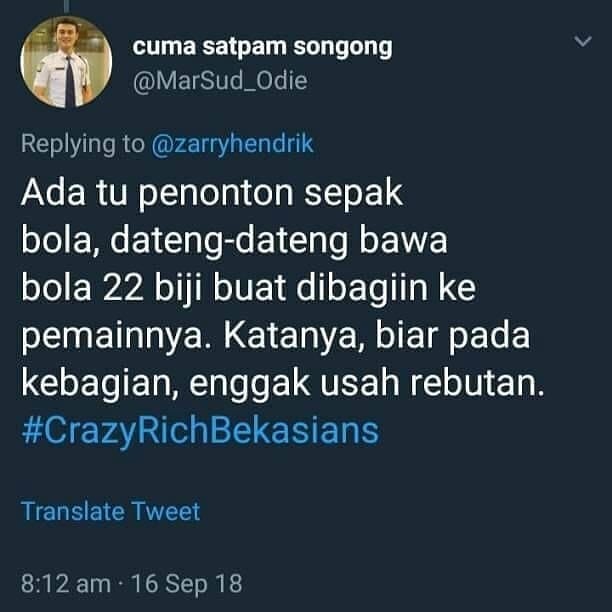 cuma satpam songong
@MarSud_Odie
Replying to @zarryhendrik
Ada tu penonton sepak
bola, dateng-dateng bawa
bola 22 biji buat dibagiin ke
pemainnya. Katanya, biar pada
kebagian, enggak usah rebutan.
#CrazyRichBekasians
Translate Tweet
8:12 am · 16 Sep 18